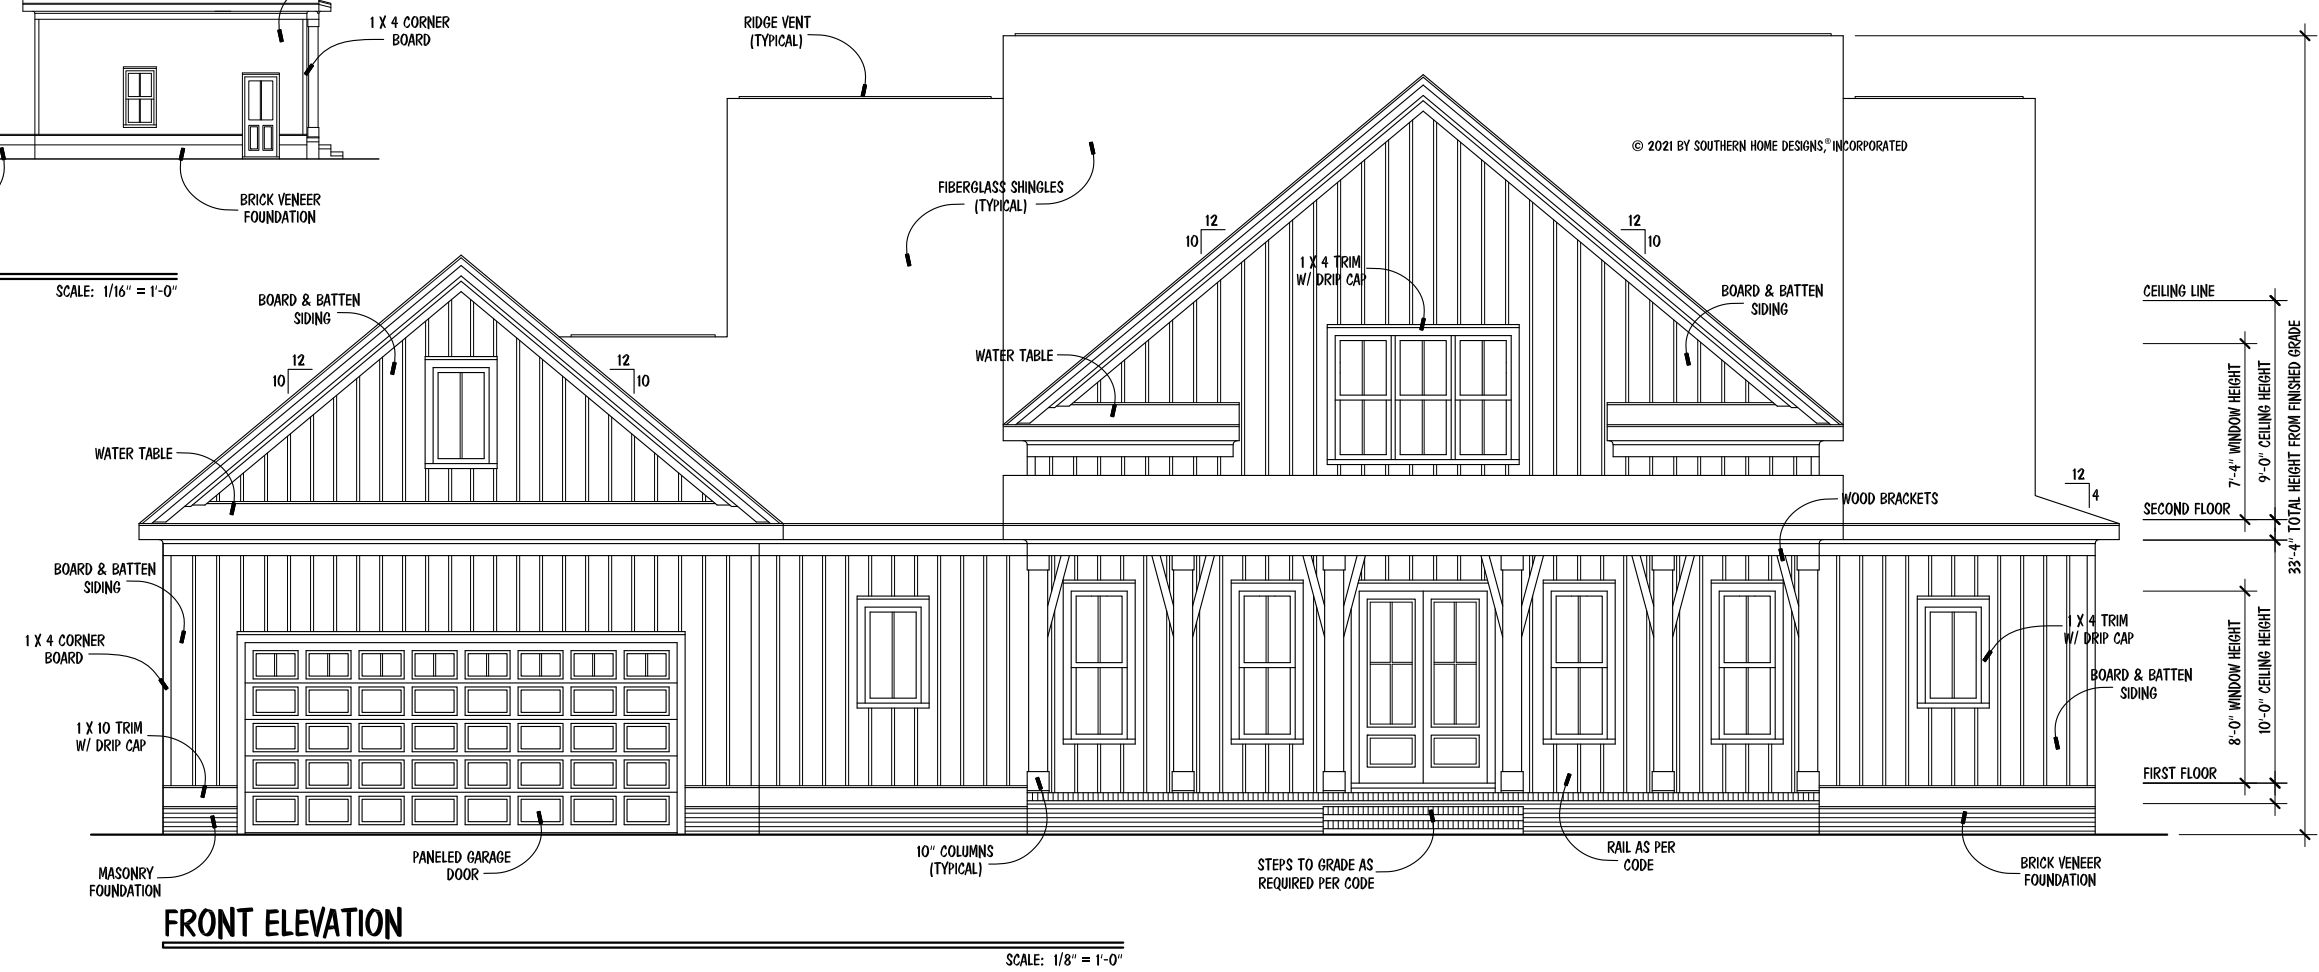 1 X 4 CORNER
BOARD
BRICK VENEER
FOUNDATION
SCALE: 1/16" = 1'-0"
RIDGE VENT
(TYPICAL)
FIBERGLASS SHINGLES
(TYPICAL)
© 2021 BY SOUTHERN HOME DESIGNS,® INCORPORATED
12
10
12
10
1 X 4 TRIM
W/ DRIP CAP
BOARD & BATTEN
SIDING
WATER TABLE
BOARD & BATTEN
SIDING
12
10
12
10
WATER TABLE
CEILING LINE
7'-4" WINDOW HEIGHT
9'-0" CEILING HEIGHT
33'-4" TOTAL HEIGHT FROM FINISHED GRADE
12
4
SECOND FLOOR
WOOD BRACKETS
BOARD & BATTEN
SIDING
1 X 4 CORNER
BOARD
1 X 10 TRIM
W/ DRIP CAP
1 X 4 TRIM
W/ DRIP CAP
BOARD & BATTEN
SIDING
8'-0" WINDOW HEIGHT
10'-0" CEILING HEIGHT
FIRST FLOOR
MASONRY
FOUNDATION
PANELED GARAGE
DOOR
10" COLUMNS
(TYPICAL)
STEPS TO GRADE AS
REQUIRED PER CODE
RAIL AS PER
CODE
BRICK VENEER
FOUNDATION
FRONT ELEVATION
SCALE: 1/8" = 1'-0"